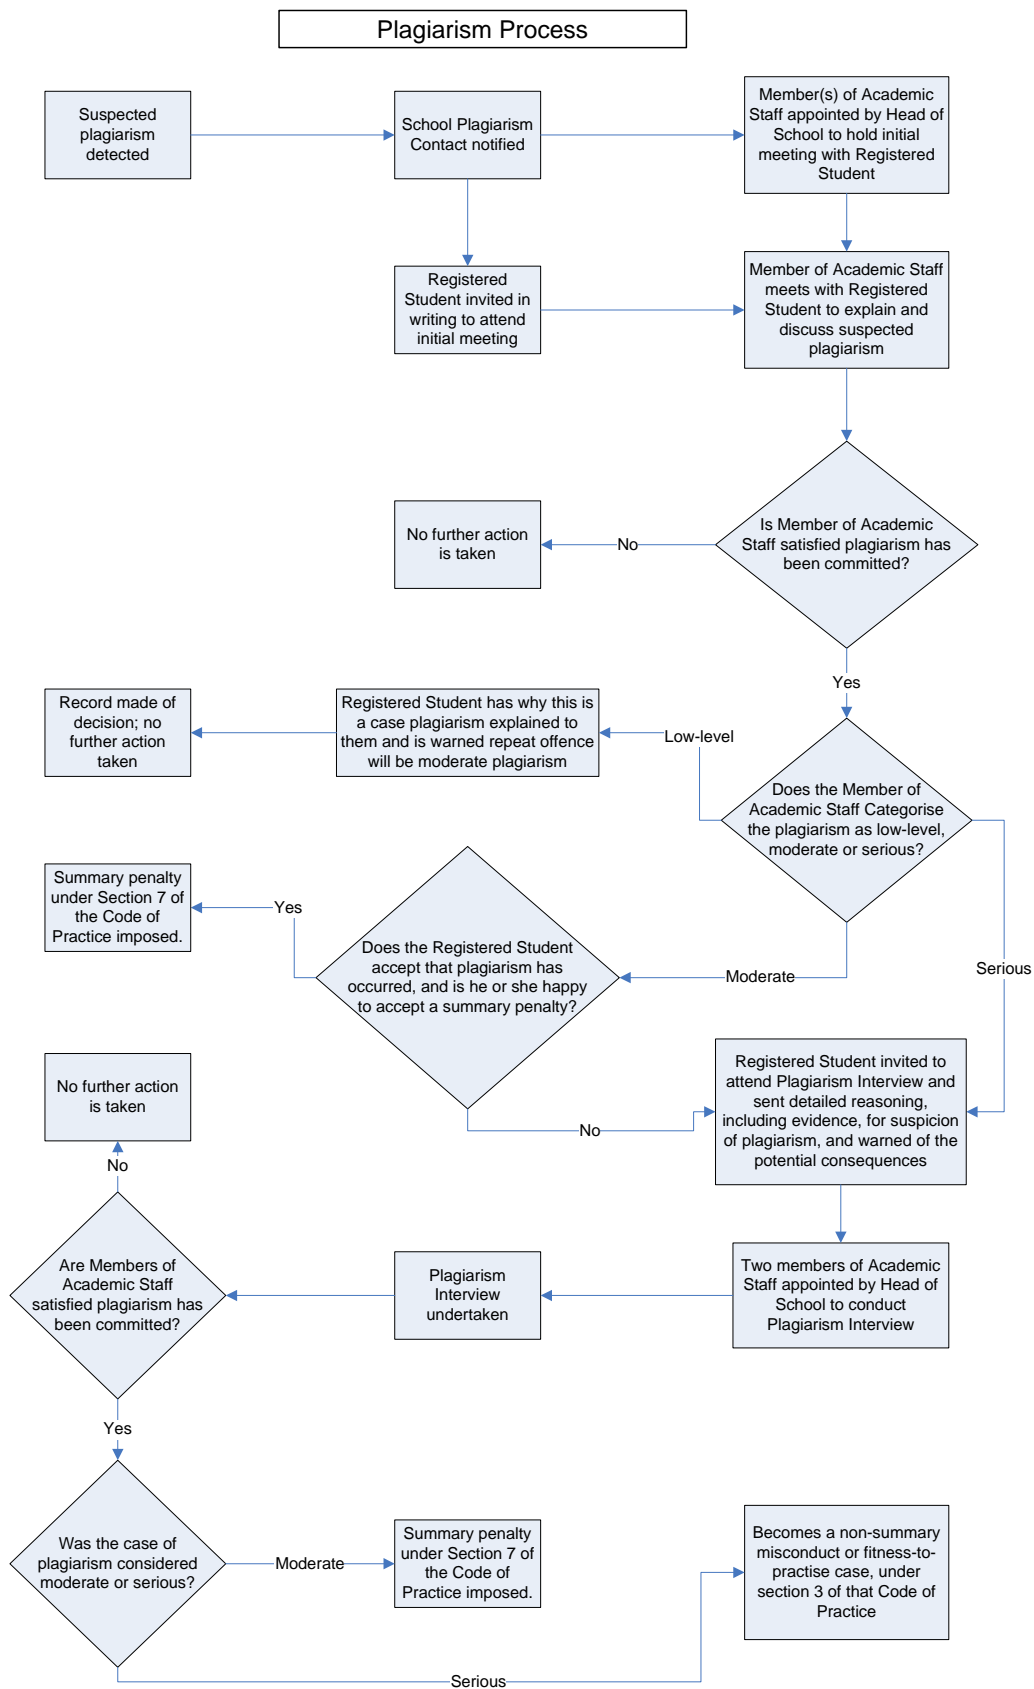 Plagiarism Process
Suspected
plagiarism
detected
School Plagiarism
Contact notified
Member(s) of Academic
Staff appointed by Head of
School to hold initial
meeting with Registered
Student
Registered
Student invited in
writing to attend
initial meeting
Member of Academic Staff
meets with Registered
Student to explain and
discuss suspected
plagiarism
No further action
is taken
No
Is Member of Academic
Staff satisfied plagiarism has
been committed?
Yes
Record made of
decision; no
further action
taken
Registered Student has why this is
a case plagiarism explained to
them and is warned repeat offence
will be moderate plagiarism
Low-level
Does the Member of
Academic Staff Categorise
the plagiarism as low-level,
moderate or serious?
Summary penalty
under Section 7 of
the Code of
Practice imposed.
Yes
Does the Registered Student
accept that plagiarism has
occurred, and is he or she happy
to accept a summary penalty?
Moderate
Serious
No further action
is taken
Registered Student invited to
attend Plagiarism Interview and
sent detailed reasoning,
including evidence, for suspicion
of plagiarism, and warned of the
potential consequences
No
No
Are Members of
Academic Staff
satisfied plagiarism has
been committed?
Plagiarism
Interview
undertaken
Two members of Academic
Staff appointed by Head of
School to conduct
Plagiarism Interview
Yes
Was the case of
plagiarism considered
moderate or serious?
Moderate
Summary penalty
under Section 7 of
the Code of
Practice imposed.
Becomes a non-summary
misconduct or fitness-to-
practise case, under
section 3 of that Code of
Practice
Serious